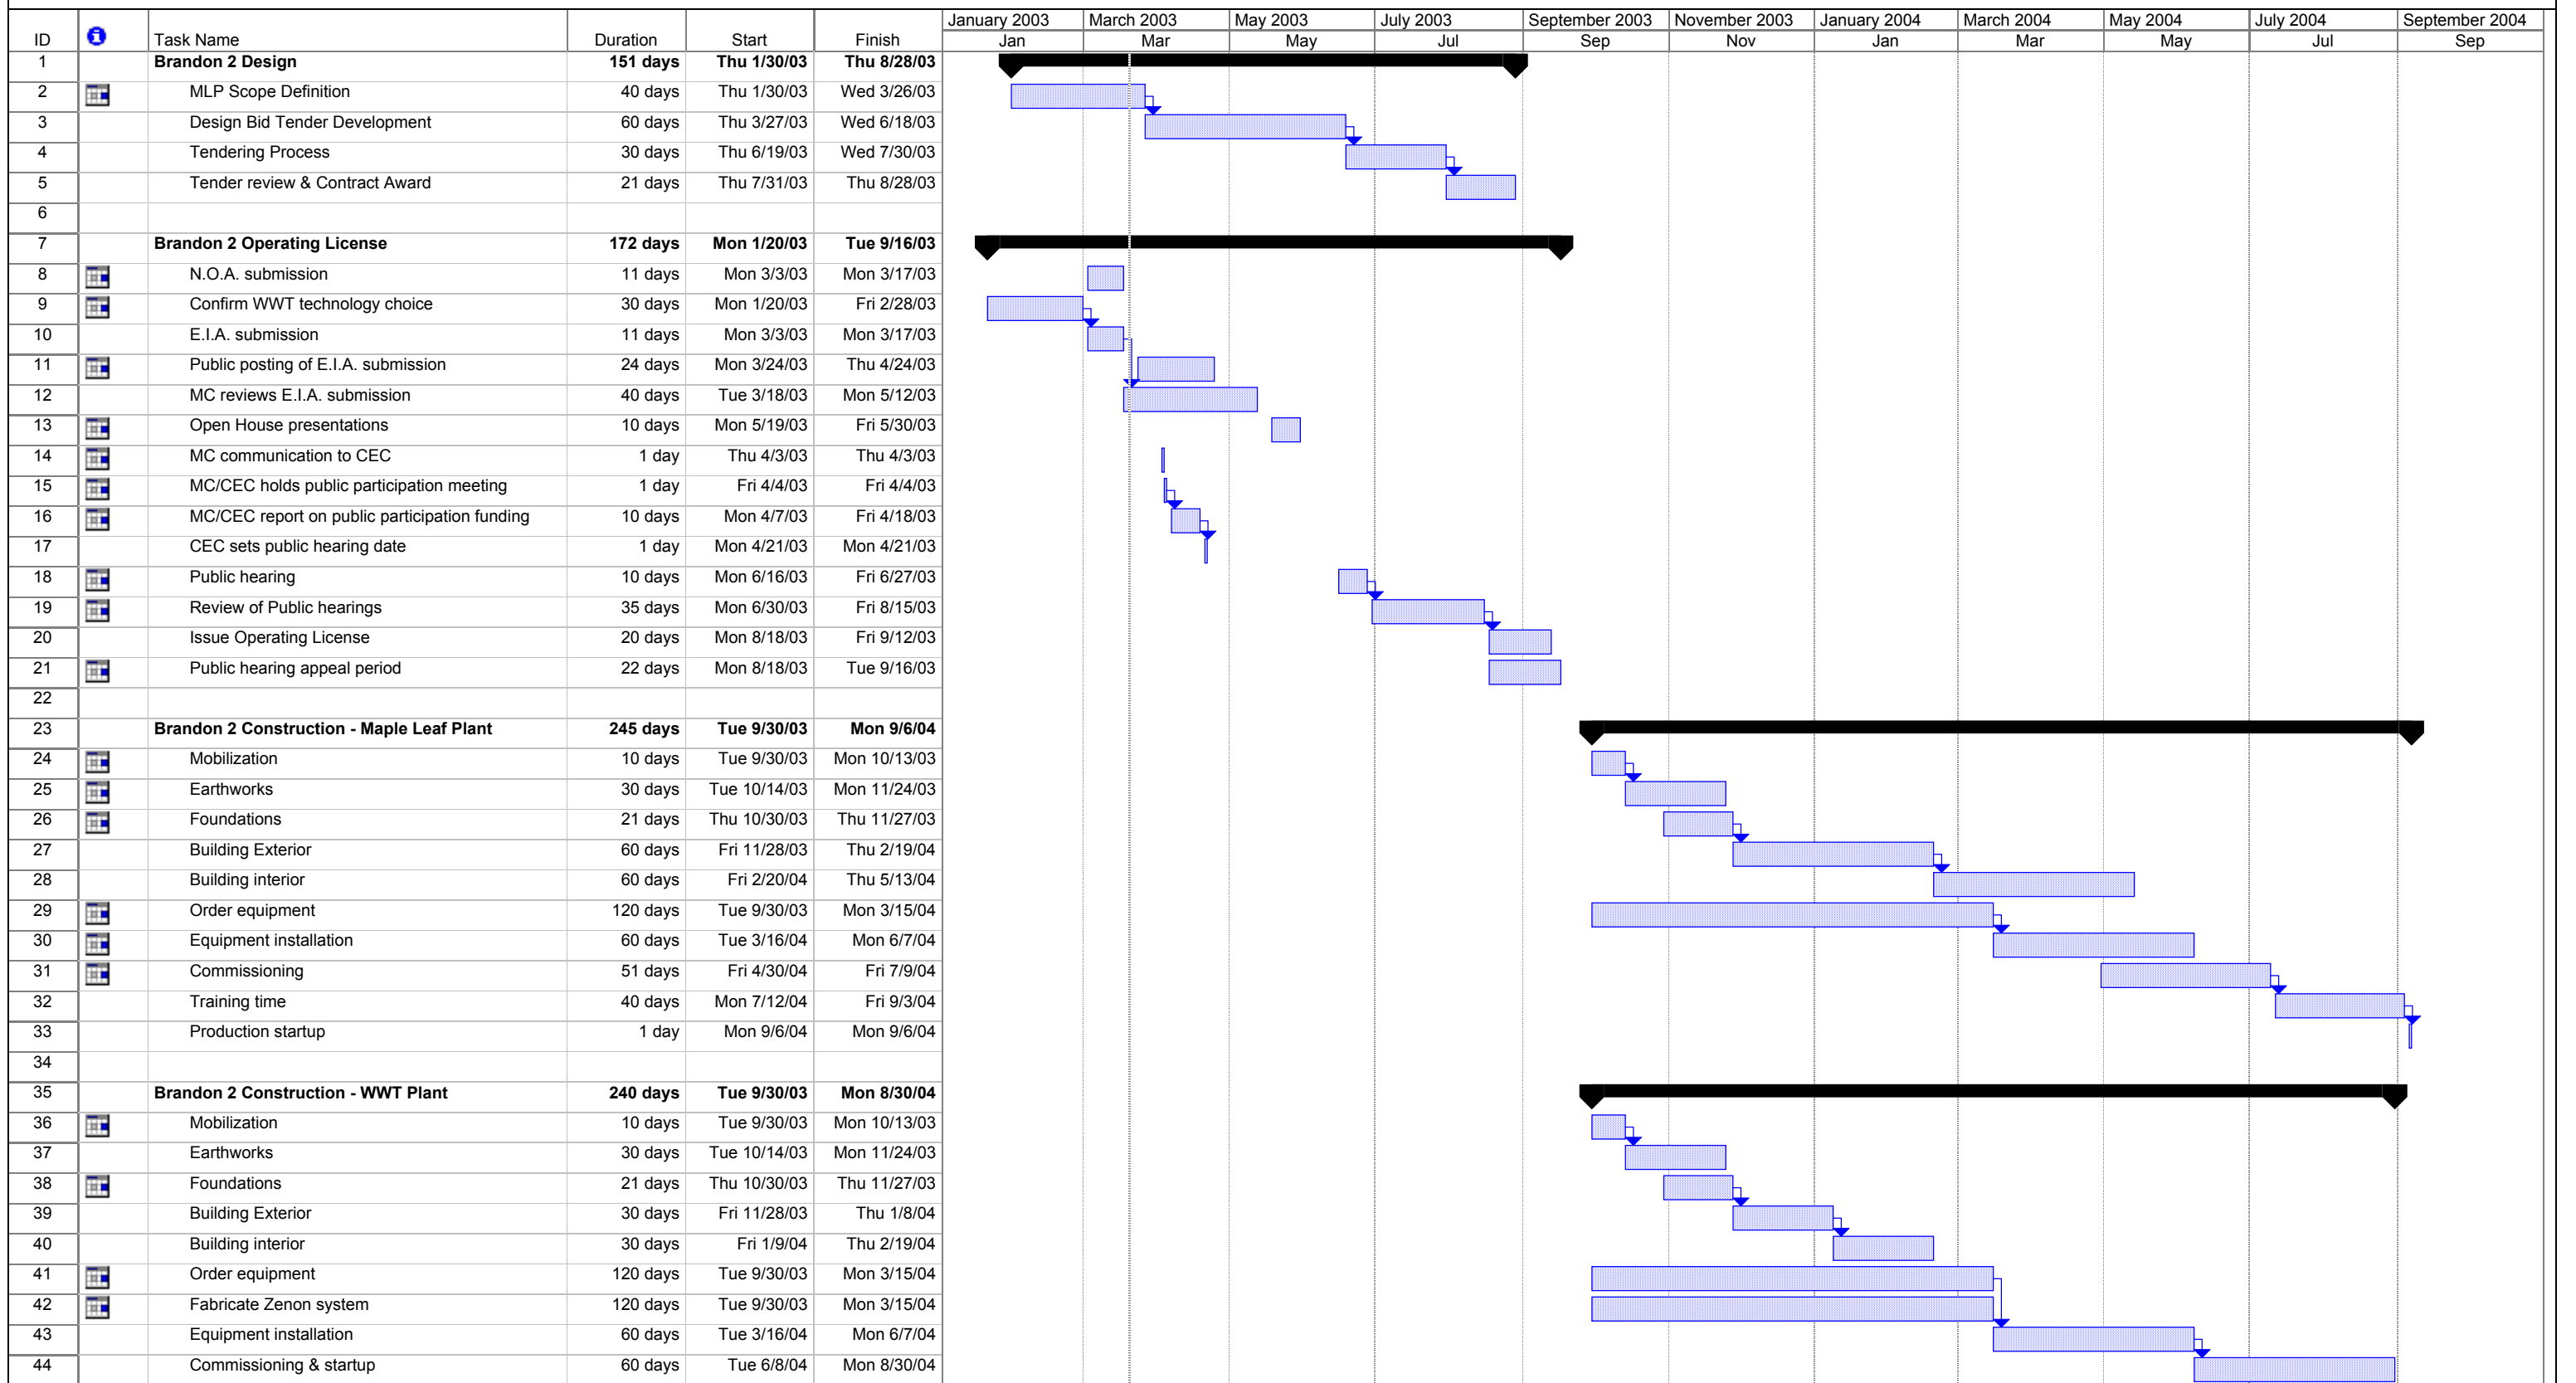 January 2003 March 2003 May 2003 July 2003 September 2003 November 2003 January 2004 March 2004 May 2004 July 2004 September 2004
ID i Task Name Duration Start Finish Jan Mar May Jul Sep Nov Jan Mar May Jul Sep
1 Brandon 2 Design 151 days Thu 1/30/03 Thu 8/28/03
2 MLP Scope Definition 40 days Thu 1/30/03 Wed 3/26/03
3 Design Bid Tender Development 60 days Thu 3/27/03 Wed 6/18/03
4 Tendering Process 30 days Thu 6/19/03 Wed 7/30/03
5 Tender review & Contract Award 21 days Thu 7/31/03 Thu 8/28/03
6
7 Brandon 2 Operating License 172 days Mon 1/20/03 Tue 9/16/03
8 N.O.A. submission 11 days Mon 3/3/03 Mon 3/17/03
9 Confirm WWT technology choice 30 days Mon 1/20/03 Fri 2/28/03
10 E.I.A. submission 11 days Mon 3/3/03 Mon 3/17/03
11 Public posting of E.I.A. submission 24 days Mon 3/24/03 Thu 4/24/03
12 MC reviews E.I.A. submission 40 days Tue 3/18/03 Mon 5/12/03
13 Open House presentations 10 days Mon 5/19/03 Fri 5/30/03
14 MC communication to CEC 1 day Thu 4/3/03 Thu 4/3/03
15 MC/CEC holds public participation meeting 1 day Fri 4/4/03 Fri 4/4/03
16 MC/CEC report on public participation funding 10 days Mon 4/7/03 Fri 4/18/03
17 CEC sets public hearing date 1 day Mon 4/21/03 Mon 4/21/03
18 Public hearing 10 days Mon 6/16/03 Fri 6/27/03
19 Review of Public hearings 35 days Mon 6/30/03 Fri 8/15/03
20 Issue Operating License 20 days Mon 8/18/03 Fri 9/12/03
21 Public hearing appeal period 22 days Mon 8/18/03 Tue 9/16/03
22
23 Brandon 2 Construction - Maple Leaf Plant 245 days Tue 9/30/03 Mon 9/6/04
24 Mobilization 10 days Tue 9/30/03 Mon 10/13/03
25 Earthworks 30 days Tue 10/14/03 Mon 11/24/03
26 Foundations 21 days Thu 10/30/03 Thu 11/27/03
27 Building Exterior 60 days Fri 11/28/03 Thu 2/19/04
28 Building interior 60 days Fri 2/20/04 Thu 5/13/04
29 Order equipment 120 days Tue 9/30/03 Mon 3/15/04
30 Equipment installation 60 days Tue 3/16/04 Mon 6/7/04
31 Commissioning 51 days Fri 4/30/04 Fri 7/9/04
32 Training time 40 days Mon 7/12/04 Fri 9/3/04
33 Production startup 1 day Mon 9/6/04 Mon 9/6/04
34
35 Brandon 2 Construction - WWT Plant 240 days Tue 9/30/03 Mon 8/30/04
36 Mobilization 10 days Tue 9/30/03 Mon 10/13/03
37 Earthworks 30 days Tue 10/14/03 Mon 11/24/03
38 Foundations 21 days Thu 10/30/03 Thu 11/27/03
39 Building Exterior 30 days Fri 11/28/03 Thu 1/8/04
40 Building interior 30 days Fri 1/9/04 Thu 2/19/04
41 Order equipment 120 days Tue 9/30/03 Mon 3/15/04
42 Fabricate Zenon system 120 days Tue 9/30/03 Mon 3/15/04
43 Equipment installation 60 days Tue 3/16/04 Mon 6/7/04
44 Commissioning & startup 60 days Tue 6/8/04 Mon 8/30/04